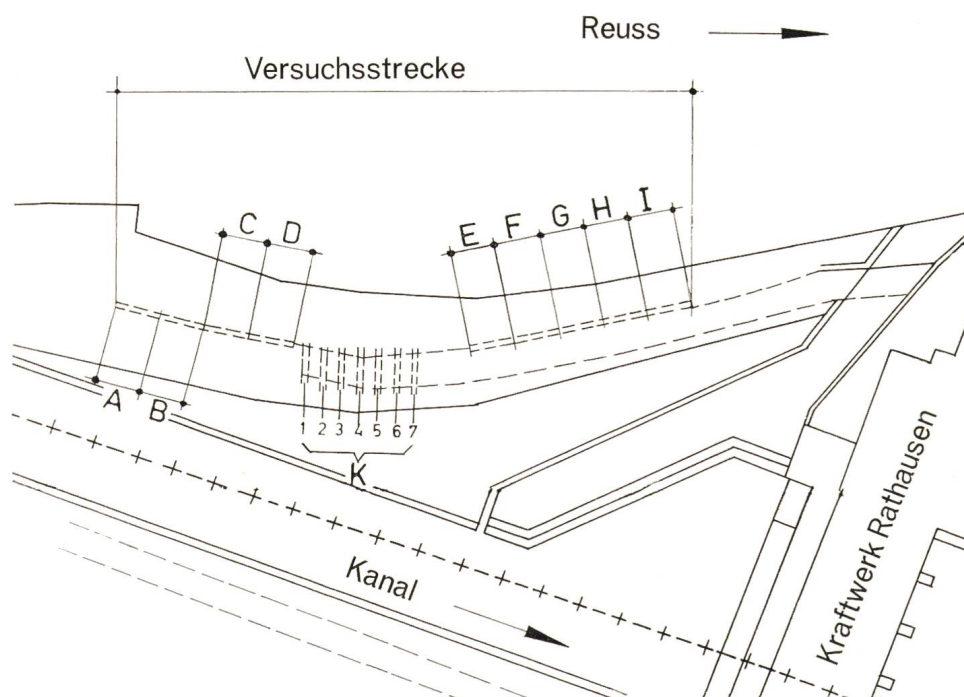 Reuss
Versuchsstrecke
C D
E F G H I
A B
1 2 3 4 5 6 7
K
Kanal
Kraftwerk Rathausen